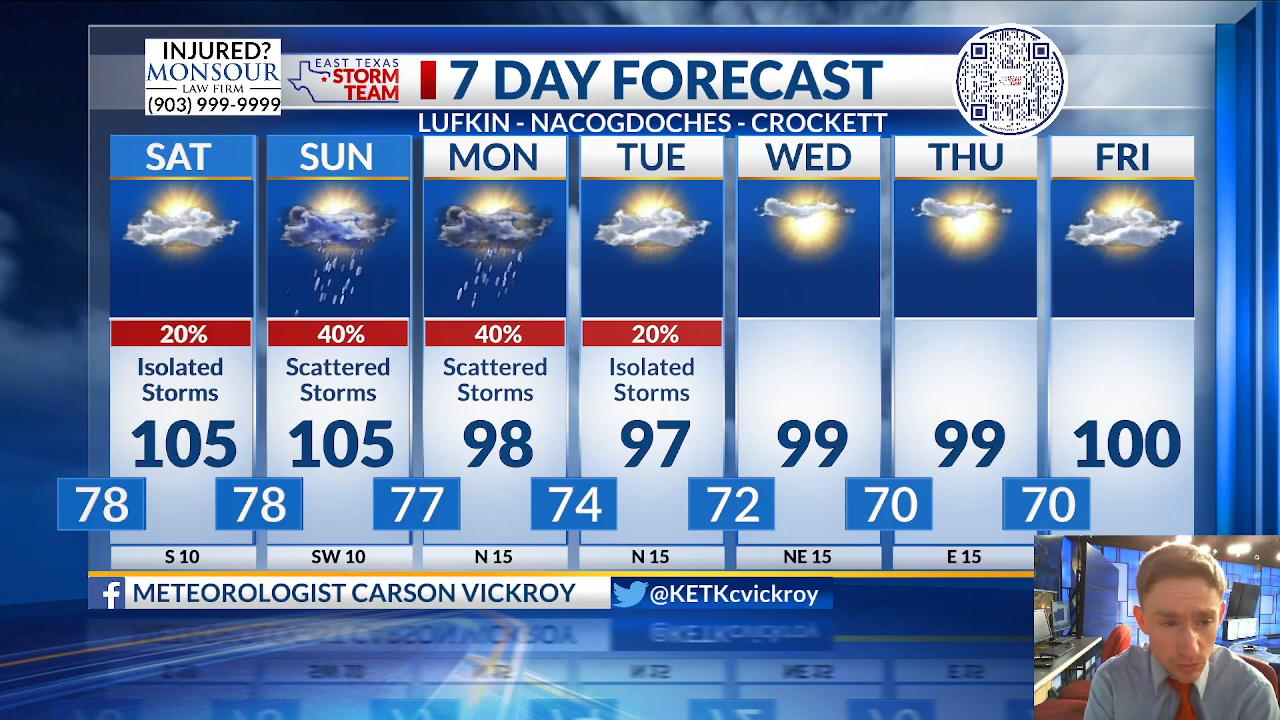 INJURED?
MONSOUR
LAW FIRM
(903) 999-9999
EAST TEXAS
STORM
TEAM
7 DAY FORECAST
LUFKIN - NACOGDOCHES - CROCKETT
SAT SUN MON TUE WED THU FRI
20% 40% 40% 20%
Isolated Scattered Scattered Isolated
Storms Storms Storms Storms
105 105 98 97 99 99 100
78 78 77 74 72 70 70
S 10 SW 10 N 15 N 15 NE 15 E 15
METEOROLOGIST CARSON VICKROY @KETKcvickroy